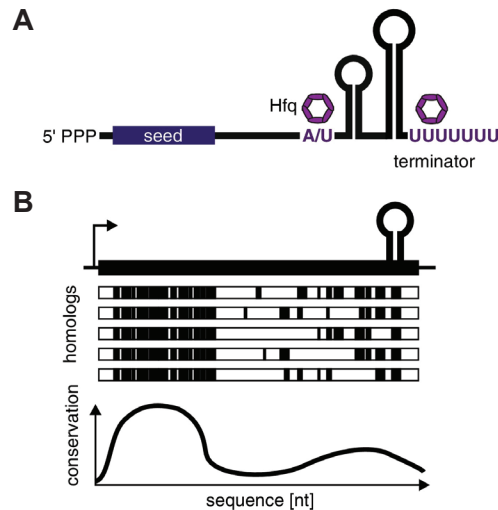 A
Hfq
5' PPP seed A/U UUUUUUU
terminator
B
homologs
conservation
sequence [nt]